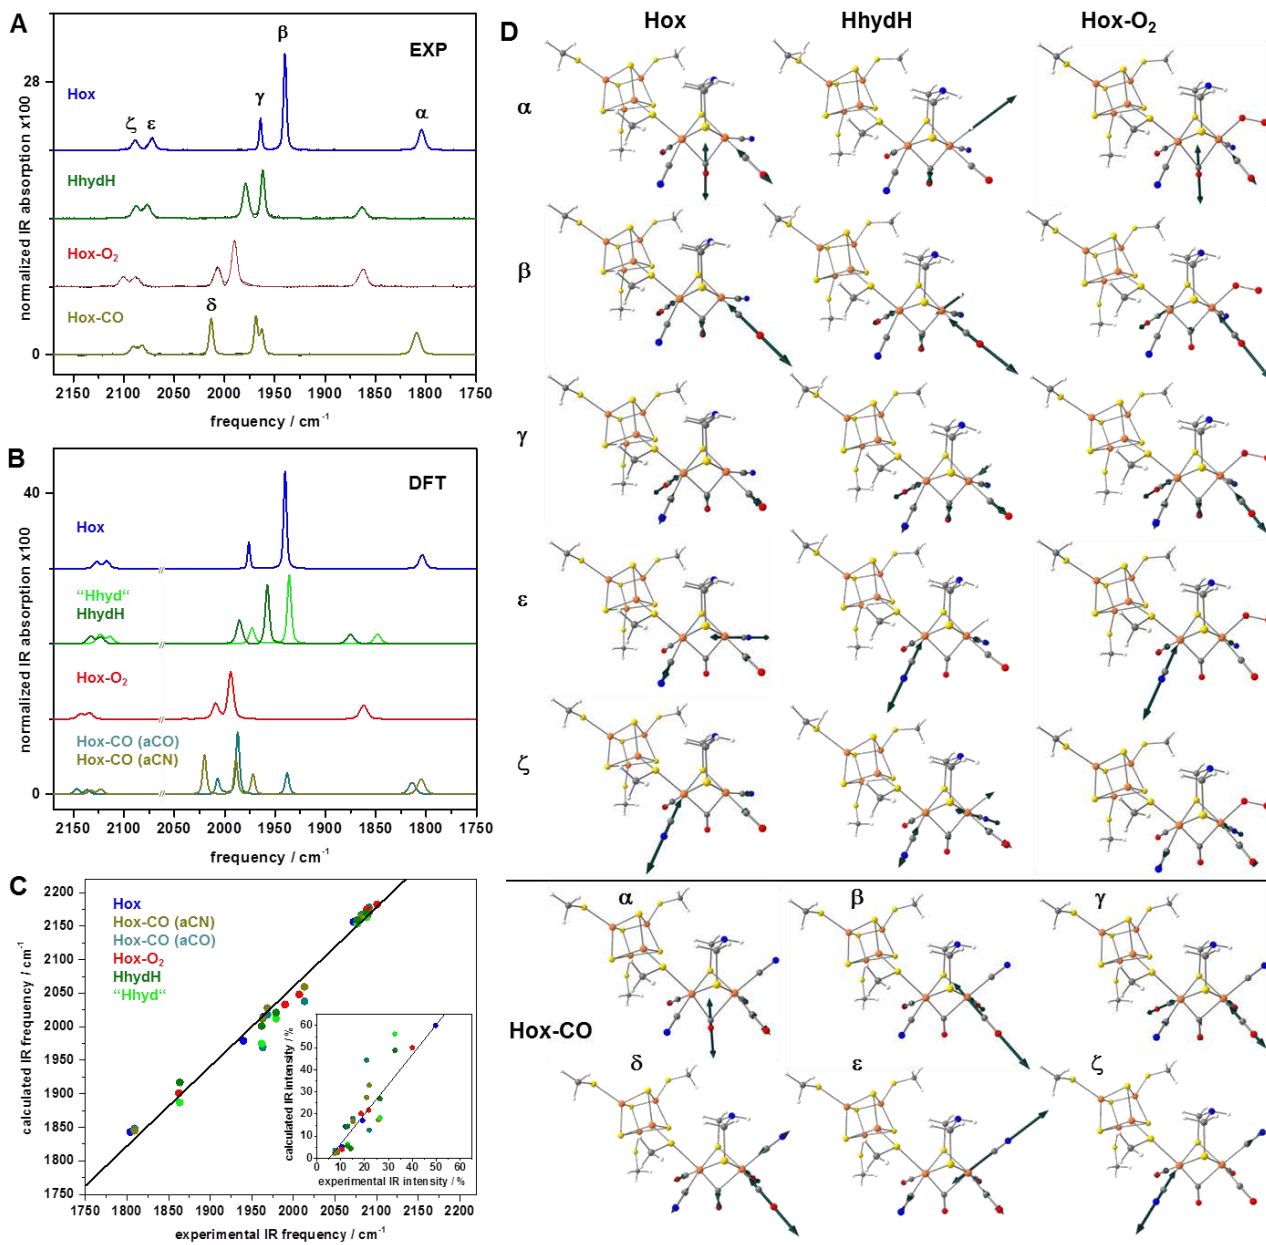 A
EXP
normalized IR absorption x100
28
0
Hox
HhydH
Hox-O₂
Hox-CO
ζ ε γ β α
δ
2150 2100 2050 2000 1950 1900 1850 1800 1750
frequency / cm⁻¹
B
DFT
normalized IR absorption x100
40
0
Hox
"Hhyd"
HhydH
Hox-O₂
Hox-CO (aCO)
Hox-CO (aCN)
2150 2100 2050 2000 1950 1900 1850 1800 1750
frequency / cm⁻¹
C
calculated IR frequency / cm⁻¹
2200
2150
2100
2050
2000
1950
1900
1850
1800
1750
Hox
Hox-CO (aCN)
Hox-CO (aCO)
Hox-O₂
HhydH
"Hhyd"
calculated IR intensity / %
60
50
40
30
20
10
0
0 10 20 30 40 50 60
experimental IR intensity / %
1750 1800 1850 1900 1950 2000 2050 2100 2150 2200
experimental IR frequency / cm⁻¹
D
Hox HhydH Hox-O₂
α
β
γ
ε
ζ
Hox-CO
α β γ
δ ε ζ